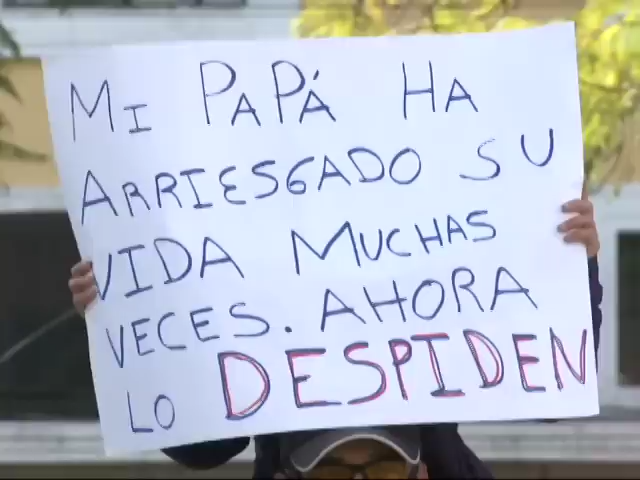 MI PAPÁ HA
ARRIESGADO SU
VIDA MUCHAS
VECES. AHORA
LO DESPIDEN